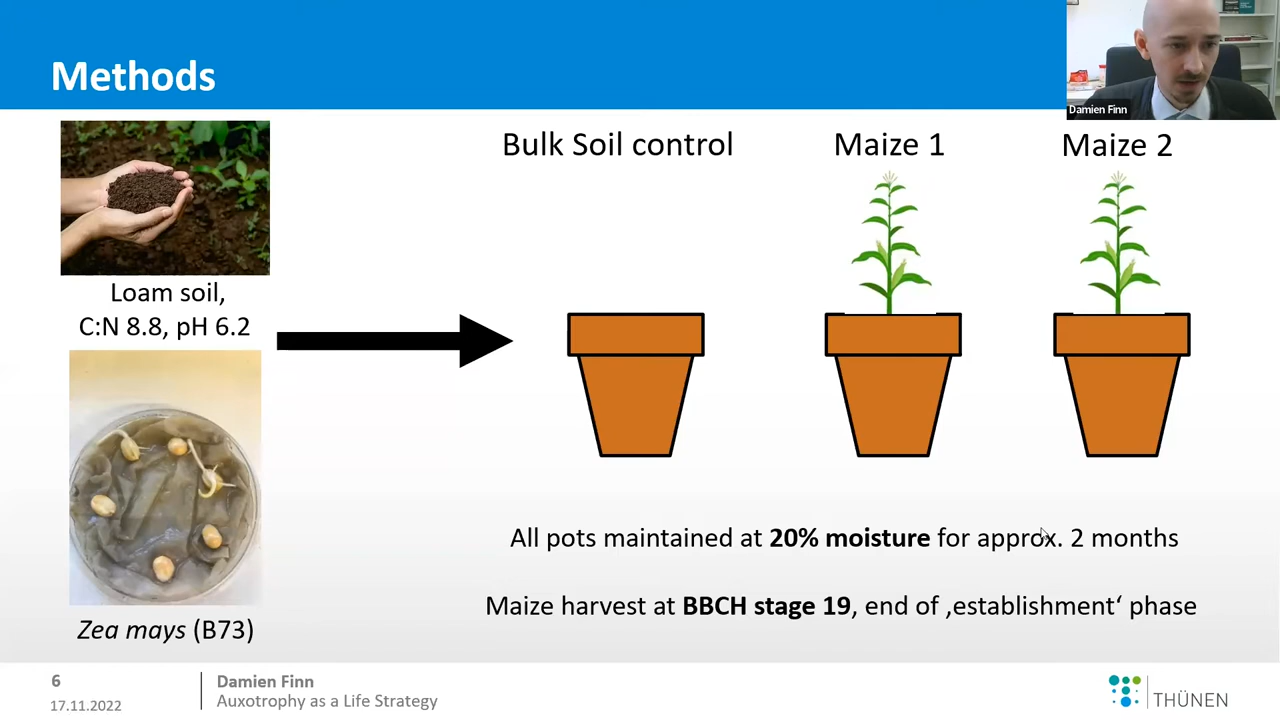 Methods
Damien Finn
Bulk Soil control
Maize 1
Maize 2
Loam soil,
C:N 8.8, pH 6.2
Zea mays (B73)
All pots maintained at 20% moisture for approx. 2 months
Maize harvest at BBCH stage 19, end of ‚establishment‘ phase
6
17.11.2022
Damien Finn
Auxotrophy as a Life Strategy
THÜNEN